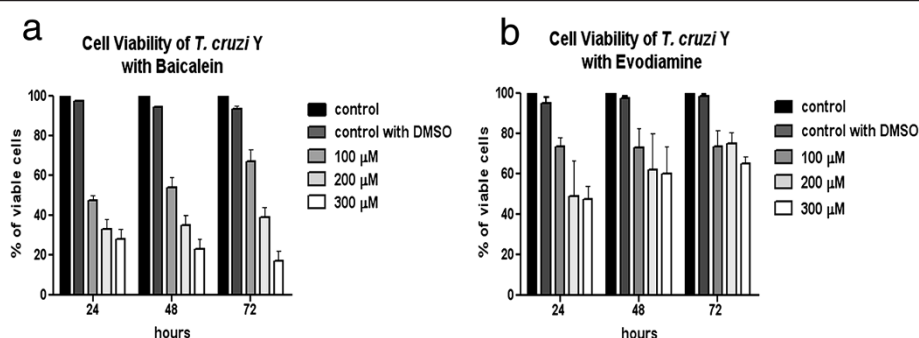 a
Cell Viability of T. cruzi Y
with Baicalein
% of viable cells
100
80
60
40
20
0
24
48
72
hours
control
control with DMSO
100 µM
200 µM
300 µM
b
Cell Viability of T. cruzi Y
with Evodiamine
% of viable cells
100
80
60
40
20
0
24
48
72
hours
control
control with DMSO
100 µM
200 µM
300 µM